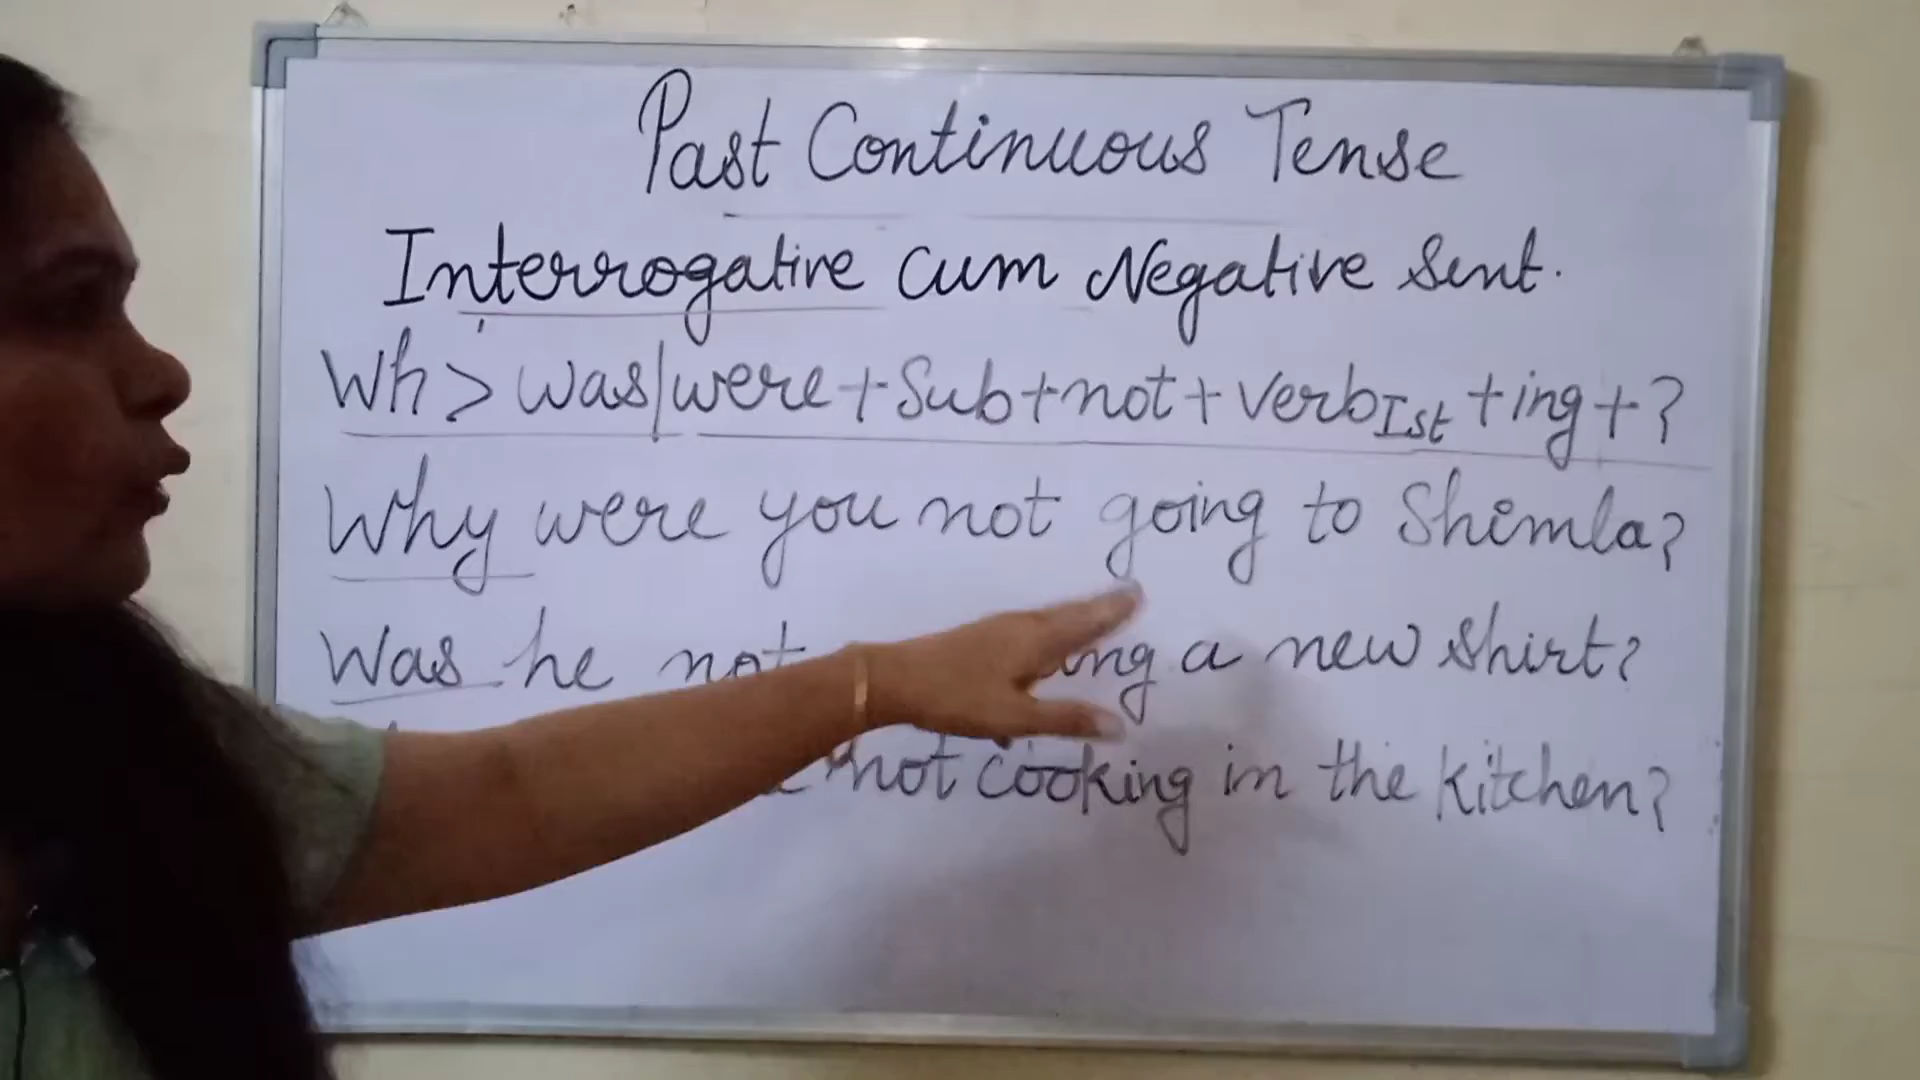 Past Continuous Tense
Interrogative Cum Negative Sent.
Wh > was/were + Sub + not + verb Ist + ing + ?
Why were you not going to Shimla?
Was he not a new shirt?
not cooking in the kitchen?